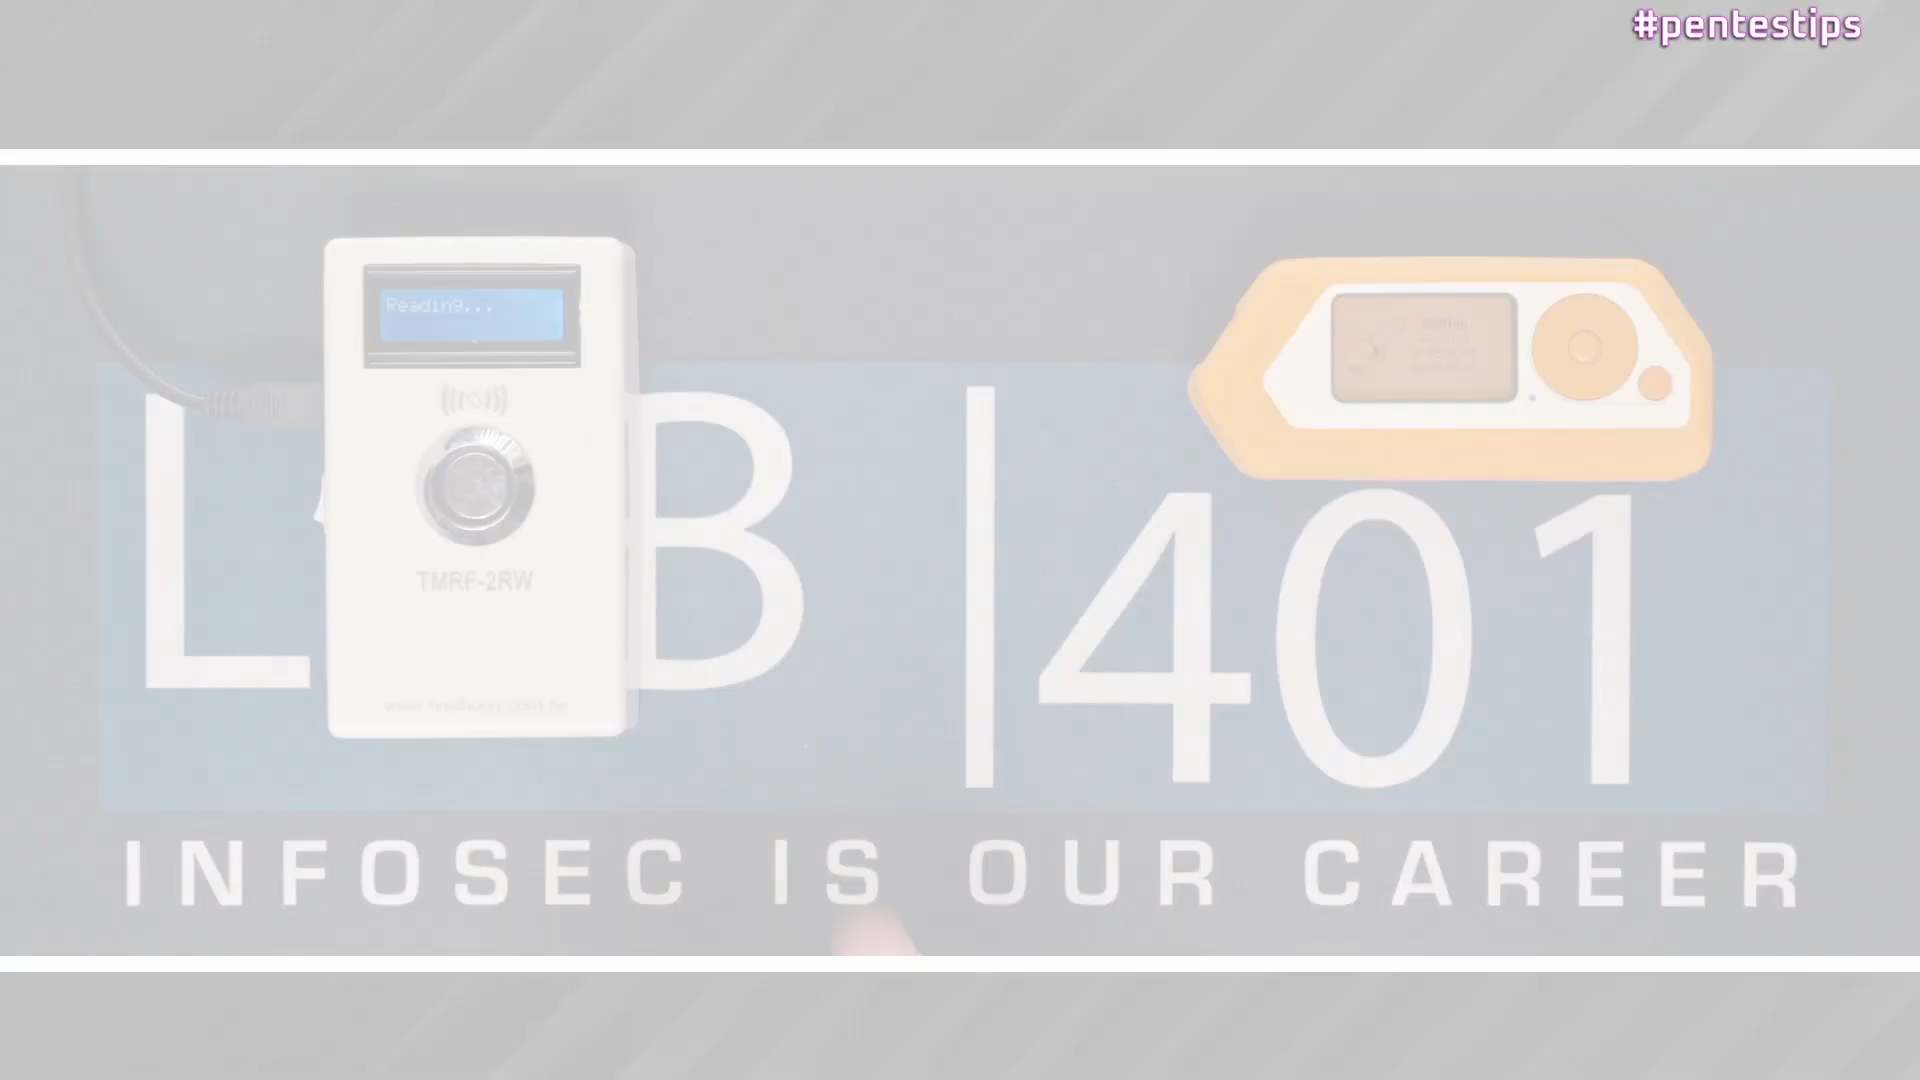 #pentestips
Reading...
TMRF-2RW
L B | 401
INFOSEC IS OUR CAREER